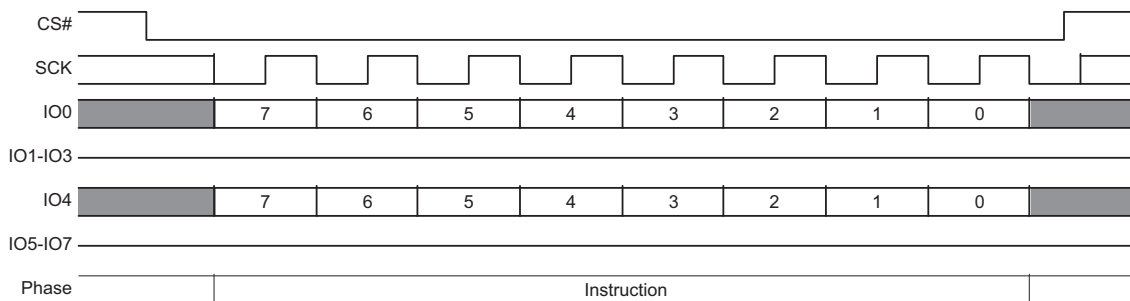 CS#
SCK
IO0 7 6 5 4 3 2 1 0
IO1-IO3
IO4 7 6 5 4 3 2 1 0
IO5-IO7
Phase Instruction